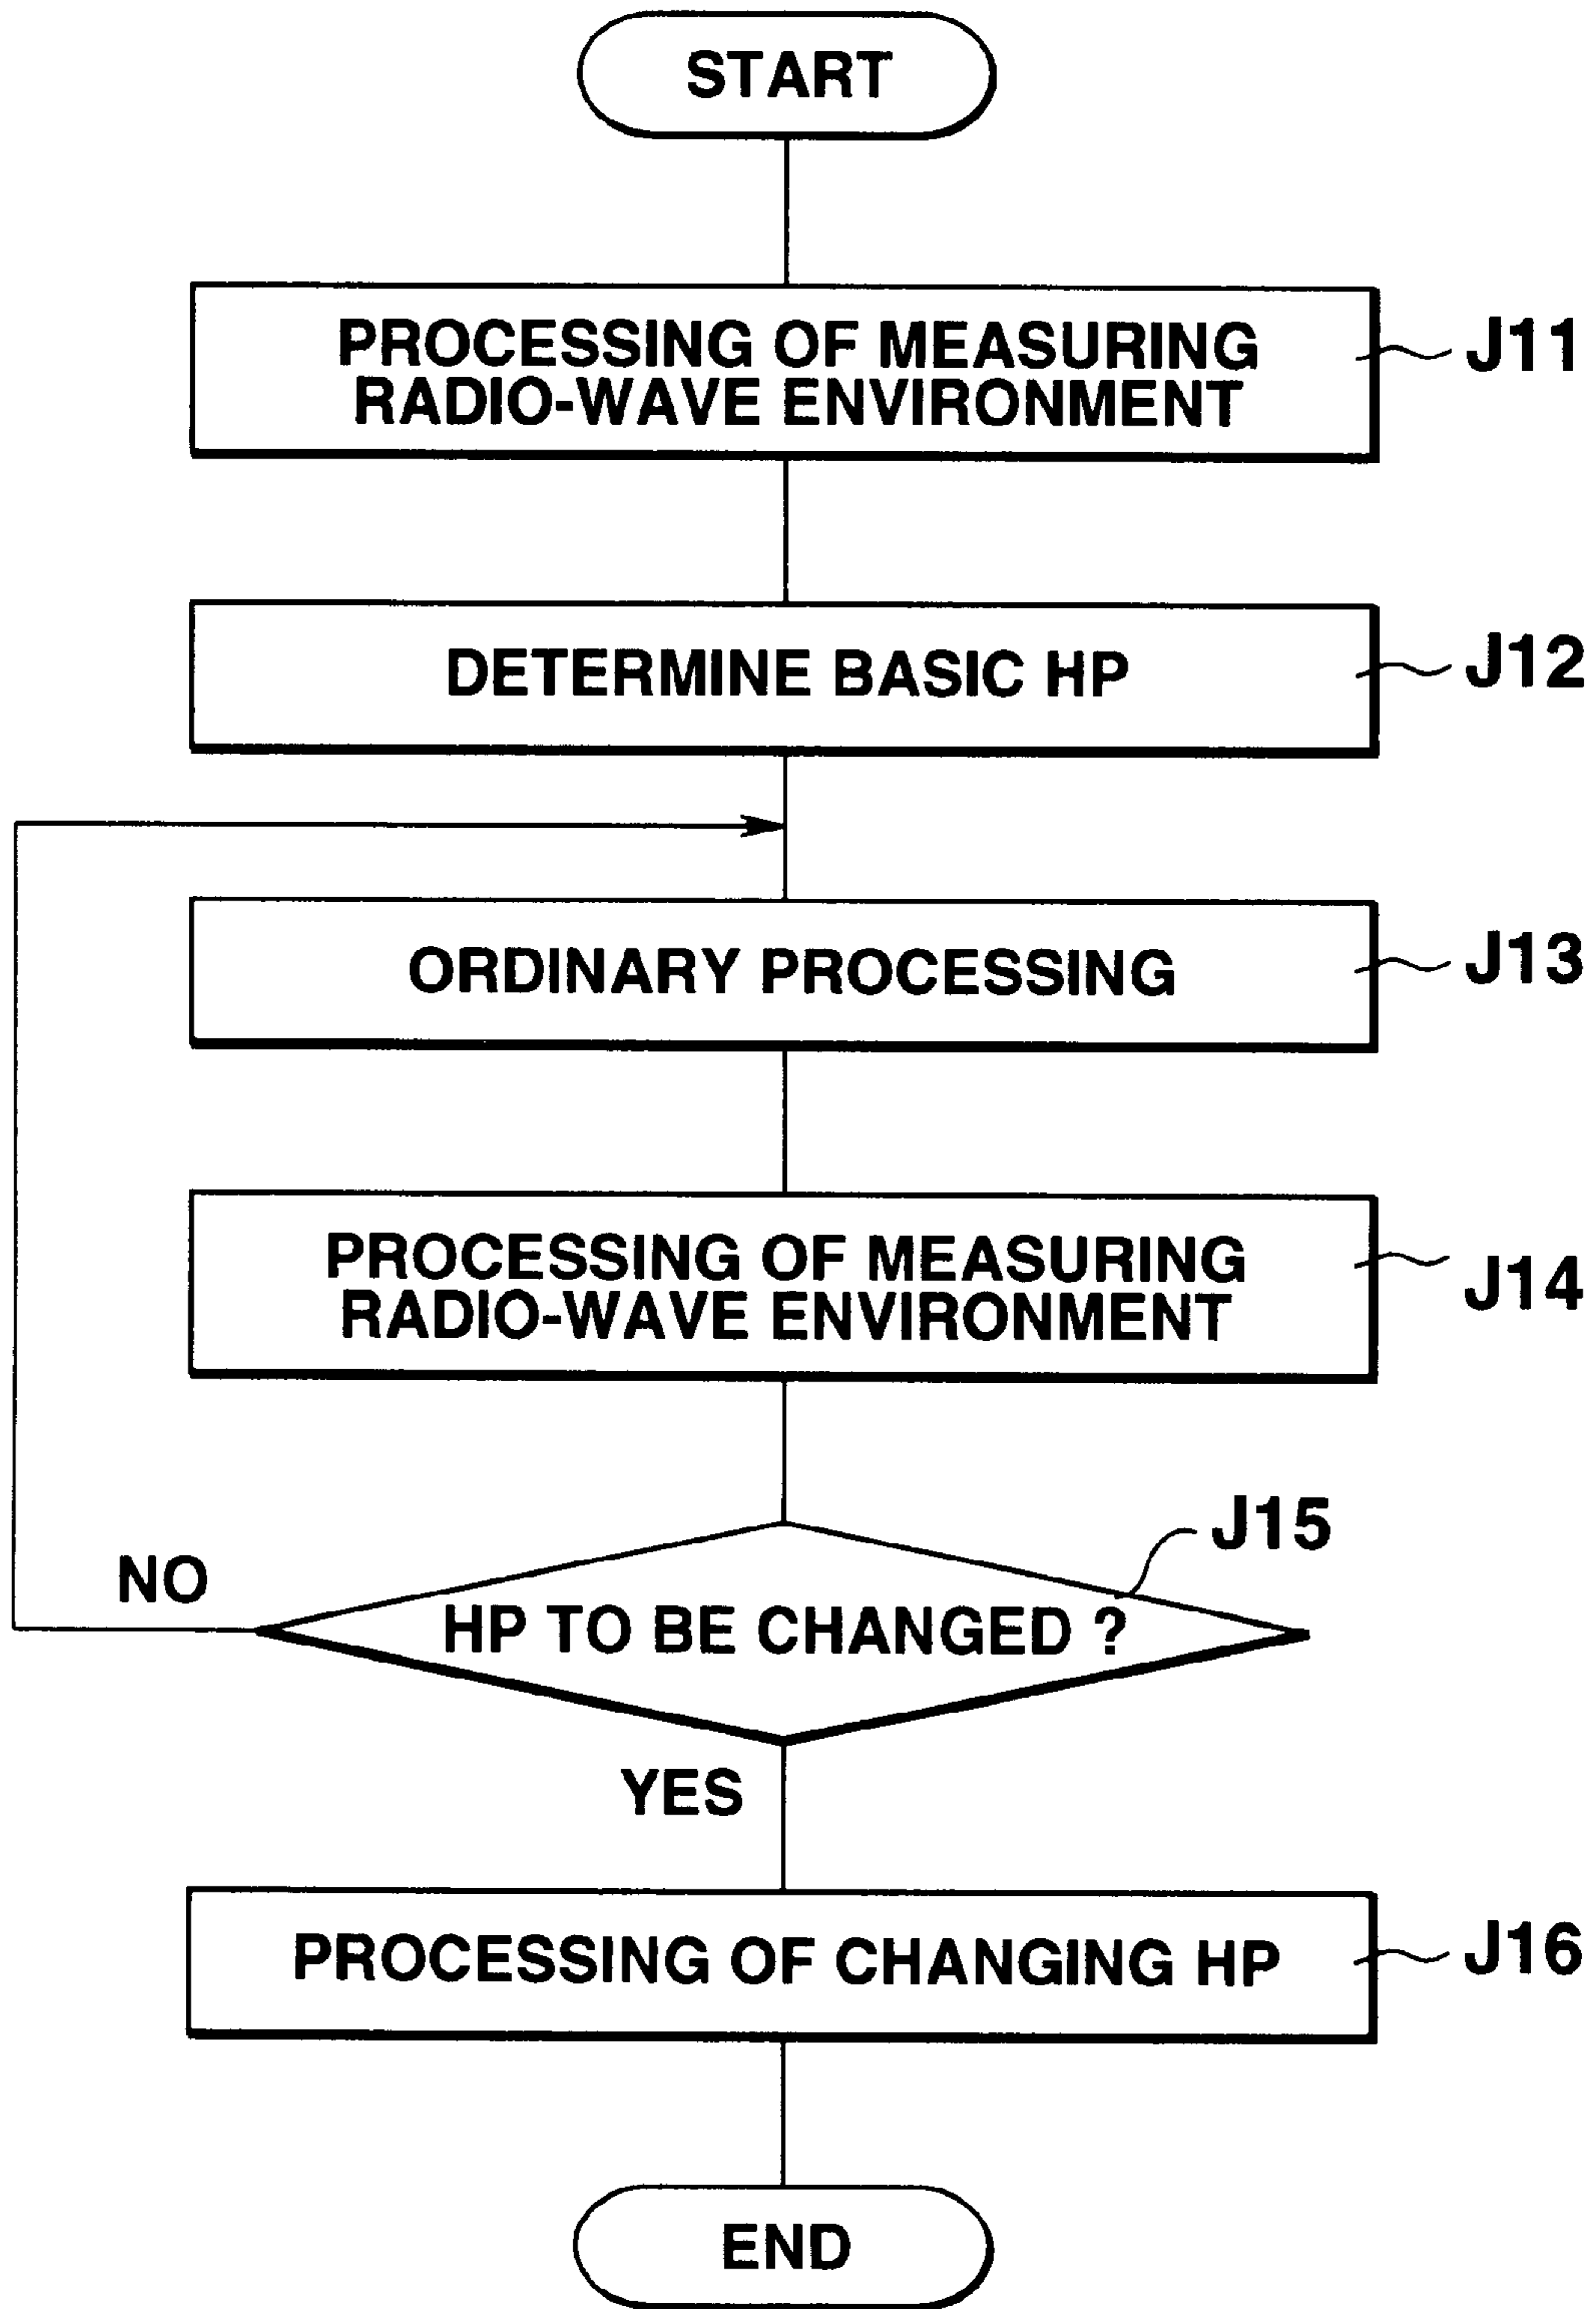 START
PROCESSING OF MEASURING
RADIO-WAVE ENVIRONMENT
J11
DETERMINE BASIC HP
J12
ORDINARY PROCESSING
J13
PROCESSING OF MEASURING
RADIO-WAVE ENVIRONMENT
J14
J15
NO
HP TO BE CHANGED ?
YES
PROCESSING OF CHANGING HP
J16
END